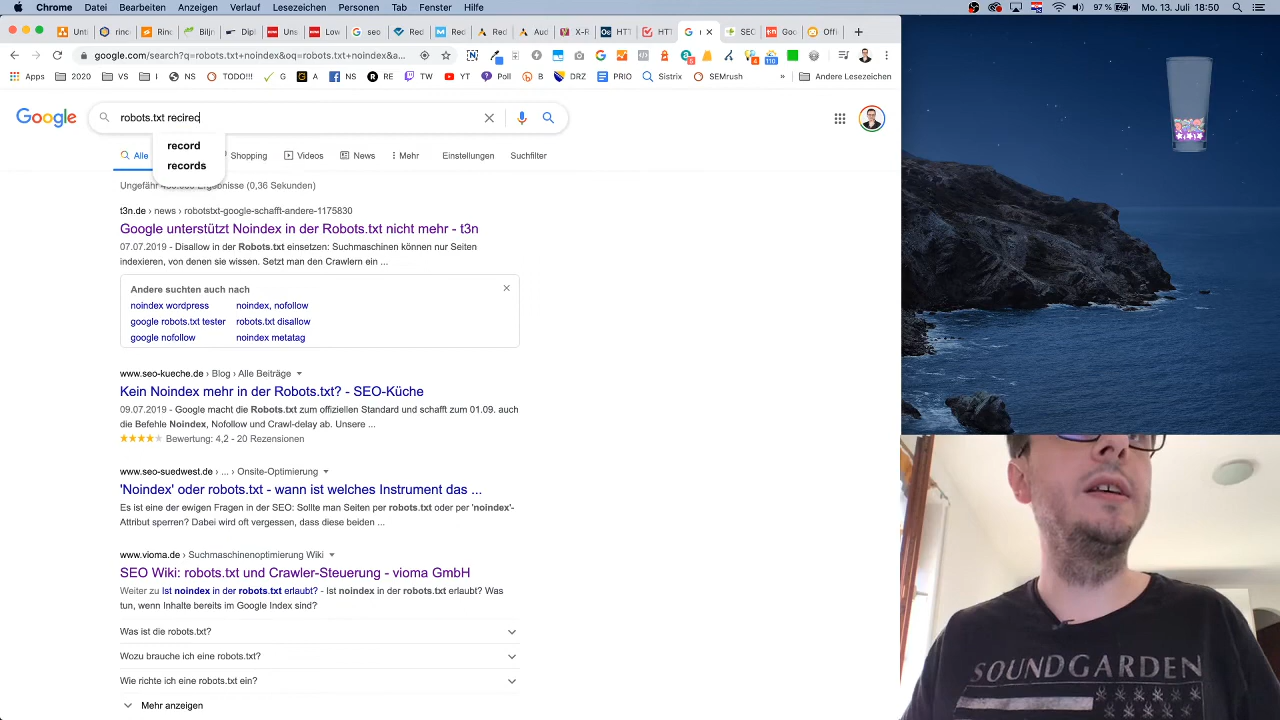 Chrome Datei Bearbeiten Anzeigen Verlauf Lesezeichen Personen Tab Fenster Hilfe
97 % Mo. 13. Juli 18:50
google.com/search?q=robots.txt+noindex&oq=robots.txt+noindex&a...
Apps 2020 VS I NS TODO!!! G A NS RE TW YT Poll B DRZ PRIO Sistrix SEMrush » Andere Lesezeichen
Google
robots.txt recirec
record
records
Alle Shopping Videos News Mehr Einstellungen Suchfilter
t3n.de › news › robotstxt-google-schafft-andere-1175830
Google unterstützt Noindex in der Robots.txt nicht mehr - t3n
07.07.2019 - Disallow in der Robots.txt einsetzen: Suchmaschinen können nur Seiten
indexieren, von denen sie wissen. Setzt man den Crawlern ein ...
Andere suchten auch nach
noindex wordpress noindex, nofollow
google robots.txt tester robots.txt disallow
google nofollow noindex metatag
www.seo-kueche.de › Blog › Alle Beiträge
Kein Noindex mehr in der Robots.txt? - SEO-Küche
09.07.2019 - Google macht die Robots.txt zum offiziellen Standard und schafft zum 01.09. auch
die Befehle Noindex, Nofollow und Crawl-delay ab. Unsere ...
Bewertung: 4,2 - 20 Rezensionen
www.seo-suedwest.de › ... › Onsite-Optimierung
'Noindex' oder robots.txt - wann ist welches Instrument das ...
Es ist eine der ewigen Fragen in der SEO: Sollte man Seiten per robots.txt oder per 'noindex'-
Attribut sperren? Dabei wird oft vergessen, dass diese beiden ...
www.vioma.de › Suchmaschinenoptimierung Wiki
SEO Wiki: robots.txt und Crawler-Steuerung - vioma GmbH
Weiter zu Ist noindex in der robots.txt erlaubt? - Ist noindex in der robots.txt erlaubt? Was
tun, wenn Inhalte bereits im Google Index sind?
Was ist die robots.txt?
Wozu brauche ich eine robots.txt?
Wie richte ich eine robots.txt ein?
Mehr anzeigen
SOUNDGARDEN